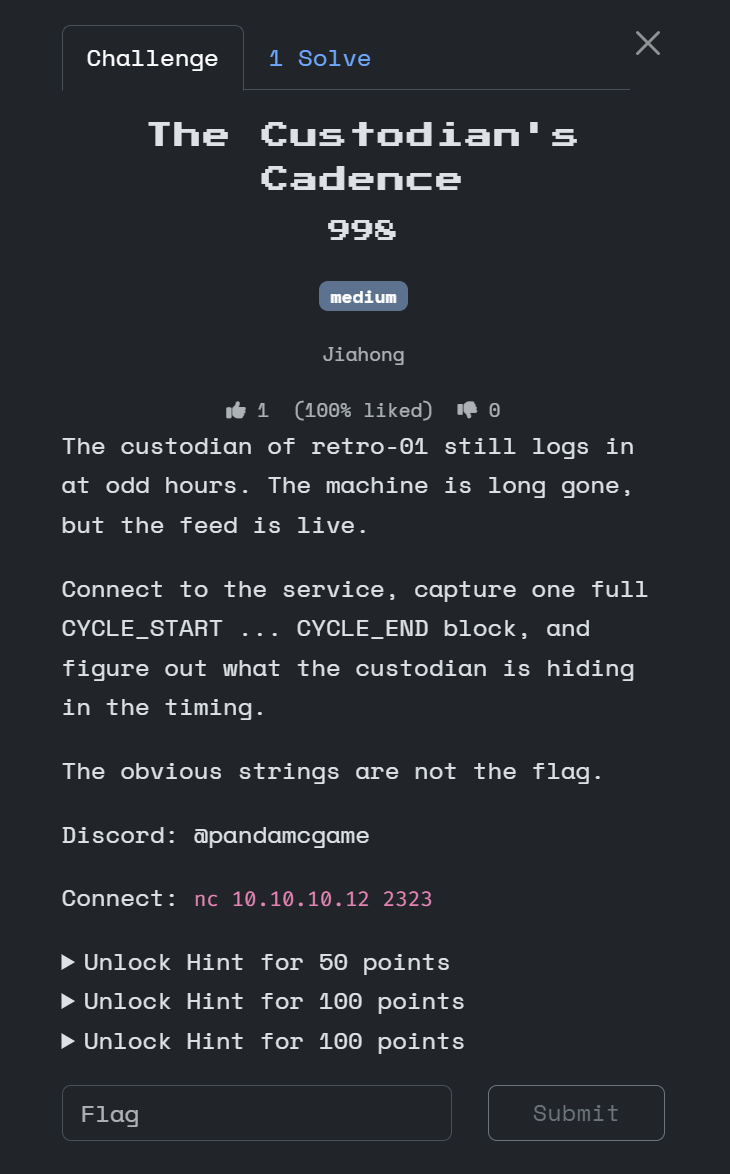 Challenge
1 Solve
The Custodian's
Cadence
998
medium
Jiahong
1 (100% liked) 0
The custodian of retro-01 still logs in
at odd hours. The machine is long gone,
but the feed is live.
Connect to the service, capture one full
CYCLE_START ... CYCLE_END block, and
figure out what the custodian is hiding
in the timing.
The obvious strings are not the flag.
Discord: @pandamcgame
Connect: nc 10.10.10.12 2323
Unlock Hint for 50 points
Unlock Hint for 100 points
Unlock Hint for 100 points
Flag
Submit